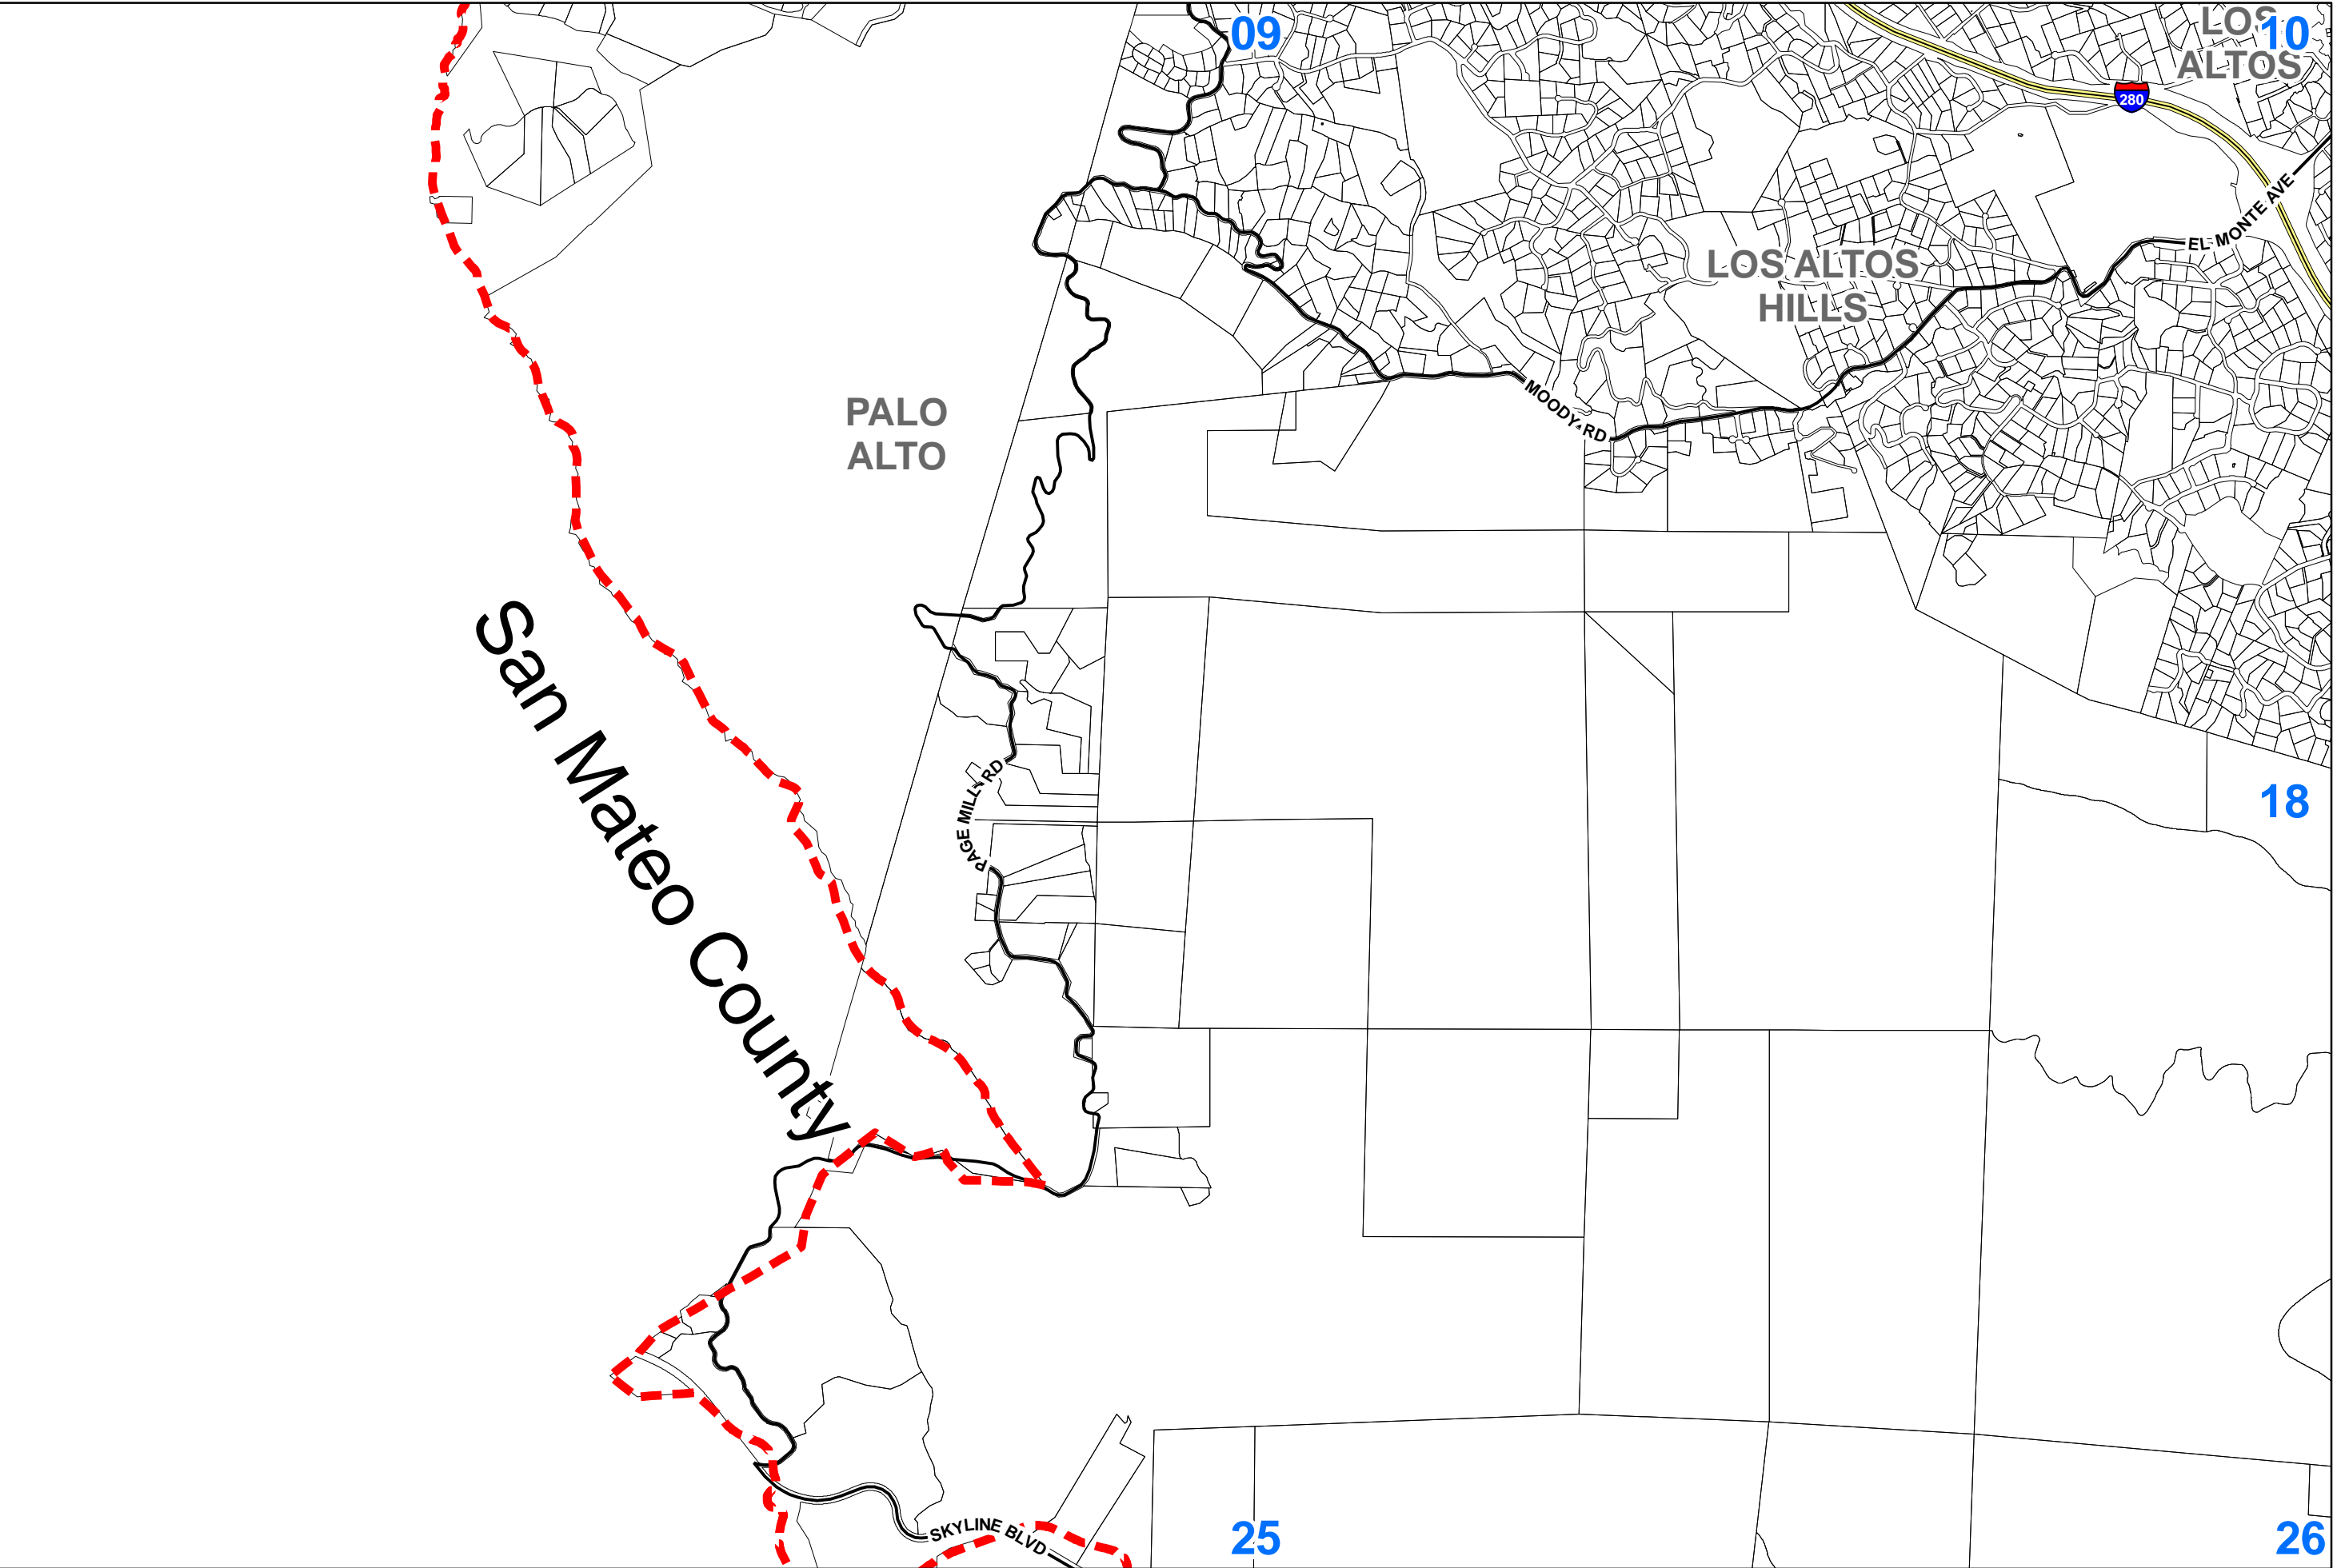 09
LOS
10
ALTOS
280
EL MONTE AVE
LOS ALTOS
HILLS
MOODY RD
PALO
ALTO
San Mateo County
PAGE MILL RD
18
SKYLINE BLVD
25
26